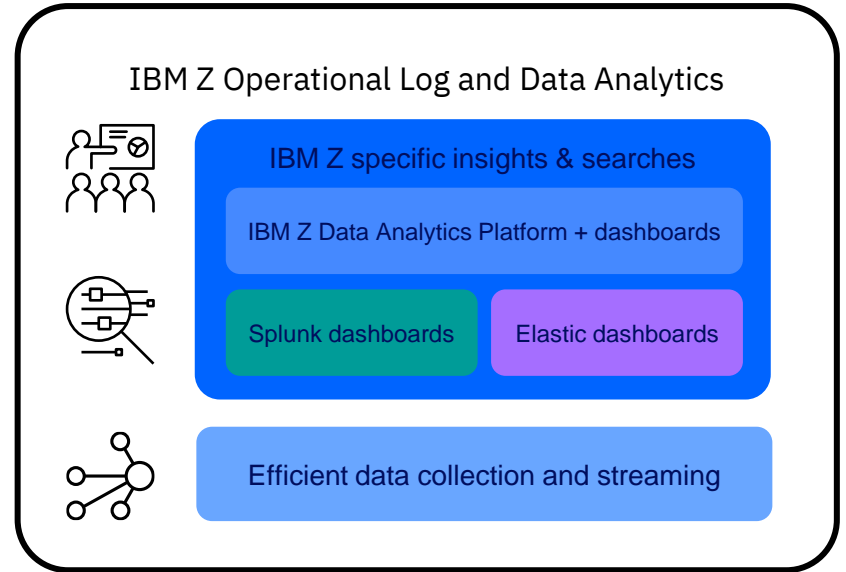 IBM Z Operational Log and Data Analytics
IBM Z specific insights & searches
IBM Z Data Analytics Platform + dashboards
Splunk dashboards
Elastic dashboards
Efficient data collection and streaming